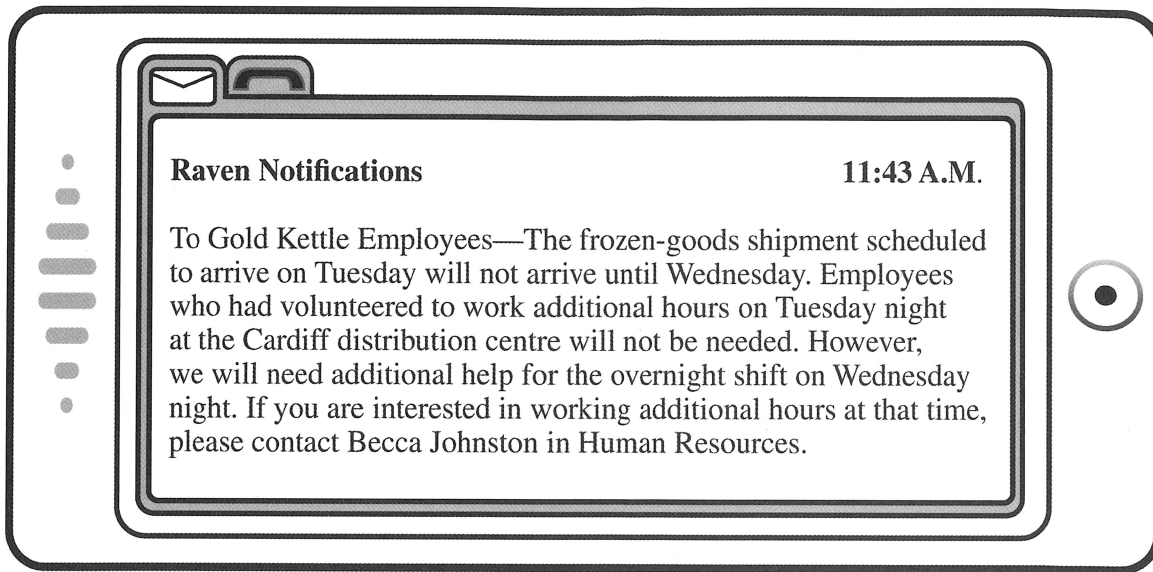 Raven Notifications 11:43 A.M.
To Gold Kettle Employees—The frozen-goods shipment scheduled
to arrive on Tuesday will not arrive until Wednesday. Employees
who had volunteered to work additional hours on Tuesday night
at the Cardiff distribution centre will not be needed. However,
we will need additional help for the overnight shift on Wednesday
night. If you are interested in working additional hours at that time,
please contact Becca Johnston in Human Resources.